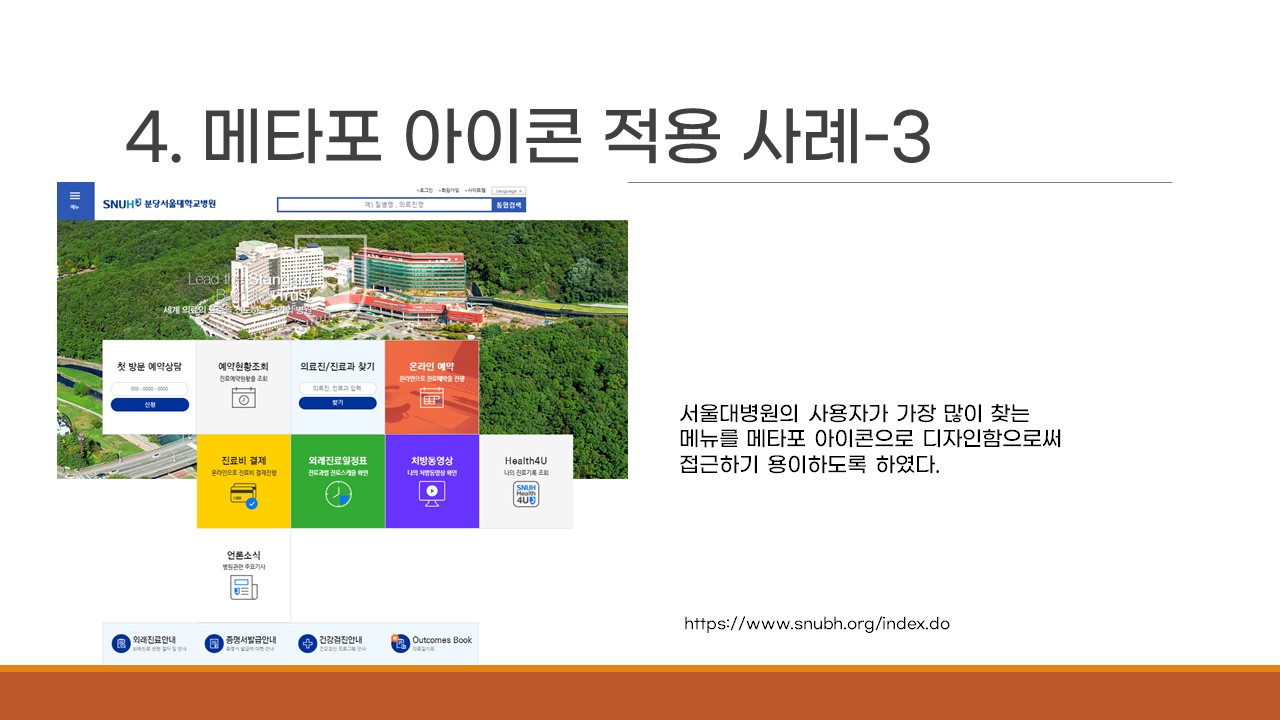 4. 메타포 아이콘 적용 사례-3
메뉴
SNUH 분당서울대학교병원
로그인 회원가입 사이트맵 Language
예) 질병명 , 의료진명 통합검색
Lead the Standard
세계 의료의
첫 방문 예약상담
000 - 0000 - 0000
신청
예약현황조회
진료예약현황을 조회
의료진/진료과 찾기
의료진, 진료과 입력
찾기
온라인 예약
온라인으로 진료예약을 진행
진료비 결제
온라인으로 진료비 결제진행
외래진료일정표
진료과별 진료스케쥴 확인
처방동영상
나의 처방동영상 확인
Health4U
나의 진료기록 조회
SNUH
Health
4U
언론소식
병원관련 주요기사
외래진료안내
외래진료 관련 절차 및 안내
증명서발급안내
증명서 발급에 대한 안내
건강검진안내
건강검진 프로그램 안내
Outcomes Book
의료질지표
서울대병원의 사용자가 가장 많이 찾는
메뉴를 메타포 아이콘으로 디자인함으로써
접근하기 용이하도록 하였다.
https://www.snubh.org/index.do